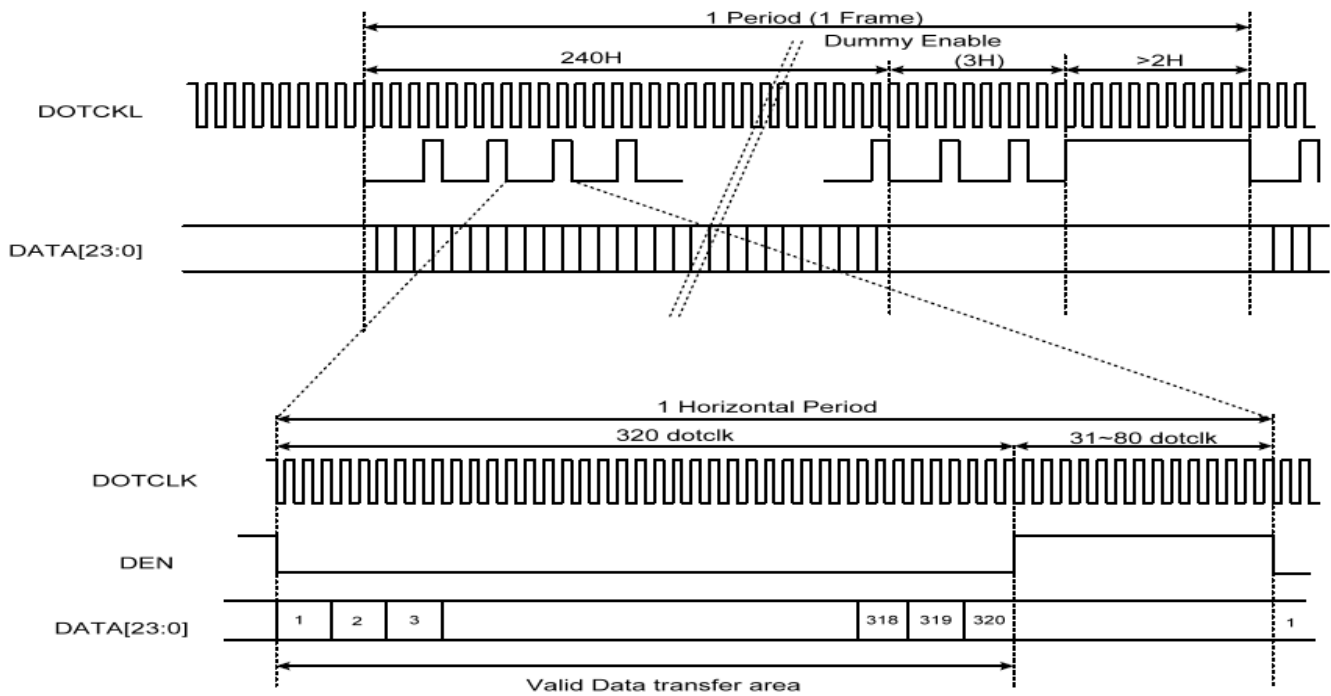 1 Period (1 Frame)
Dummy Enable
240H
(3H)
>2H
DOTCKL
DATA[23:0]
1 Horizontal Period
320 dotclk
31~80 dotclk
DOTCLK
DEN
DATA[23:0]
1
2
3
318
319
320
1
Valid Data transfer area